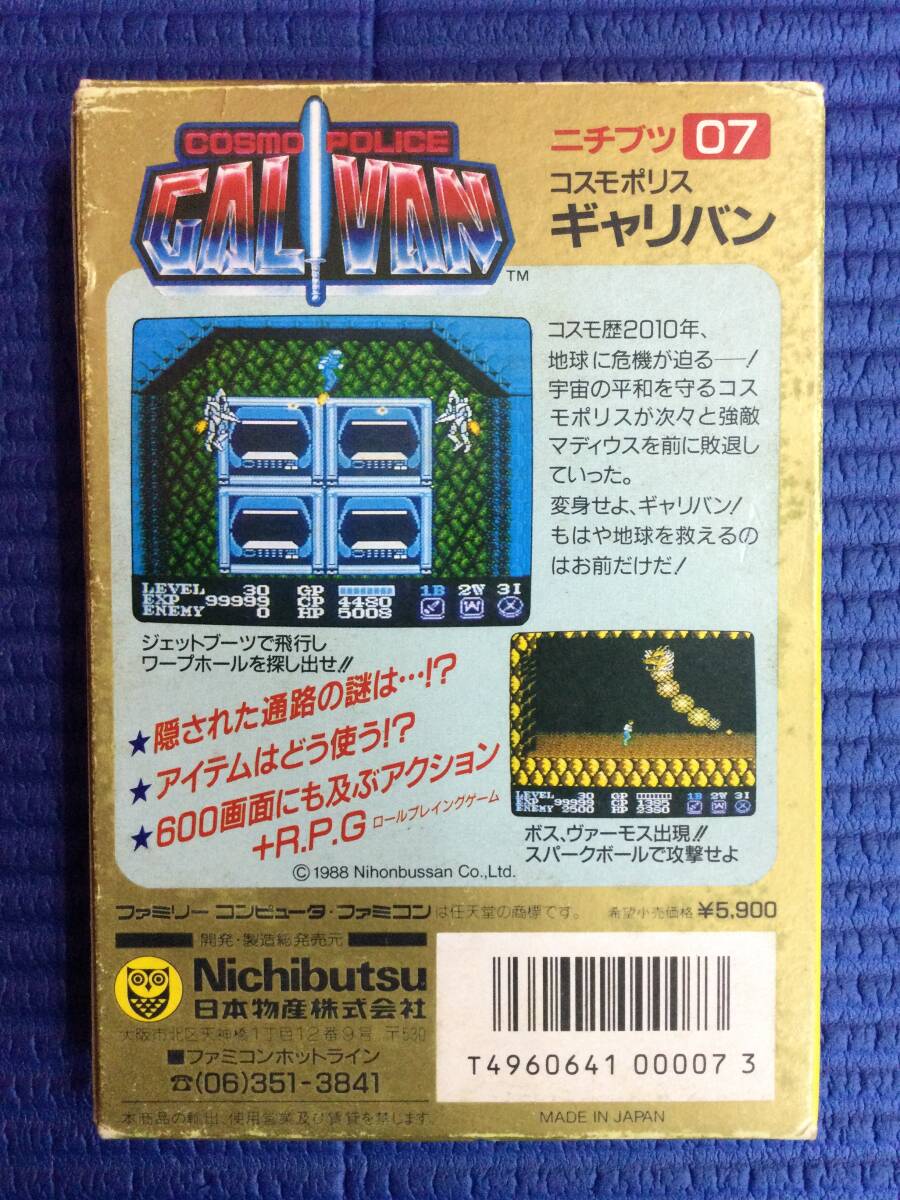 COSMO POLICE
GALIVAN
TM
ニチブツ 07
コスモポリス
ギャリバン
コスモ歴2010年、
地球に危機が迫る──!
宇宙の平和を守るコス
モポリスが次々と強敵
マディウスを前に敗退し
ていった。
変身せよ、ギャリバン!
もはや地球を救えるの
はお前だけだ!
LEVEL 30 GP 1B 2W 3I
EXP 99999 CP 4480
ENEMY 0 HP 5008
ジェットブーツで飛行し
ワープホールを探し出せ!!
★隠された通路の謎は…!?
★アイテムはどう使う!?
★600画面にも及ぶアクション
+R.P.G ロールプレイングゲーム
LEVEL 30 GP 1B 2W 3I
EXP 99999 CP 1395
ENEMY 2500 HP 2380
ボス、ヴァーモス出現!!
スパークボールで攻撃せよ
©1988 Nihonbussan Co.,Ltd.
ファミリー コンピュータ・ファミコンは任天堂の商標です。 希望小売価格 ¥5,900
開発・製造総発売元
Nichibutsu
日本物産株式会社
大阪市北区天神橋1丁目12番9号 〒530
■ファミコンホットライン
☎(06)351-3841
T4960641 00007 3
本商品の輸出、使用営業及び賃貸を禁じます。
MADE IN JAPAN